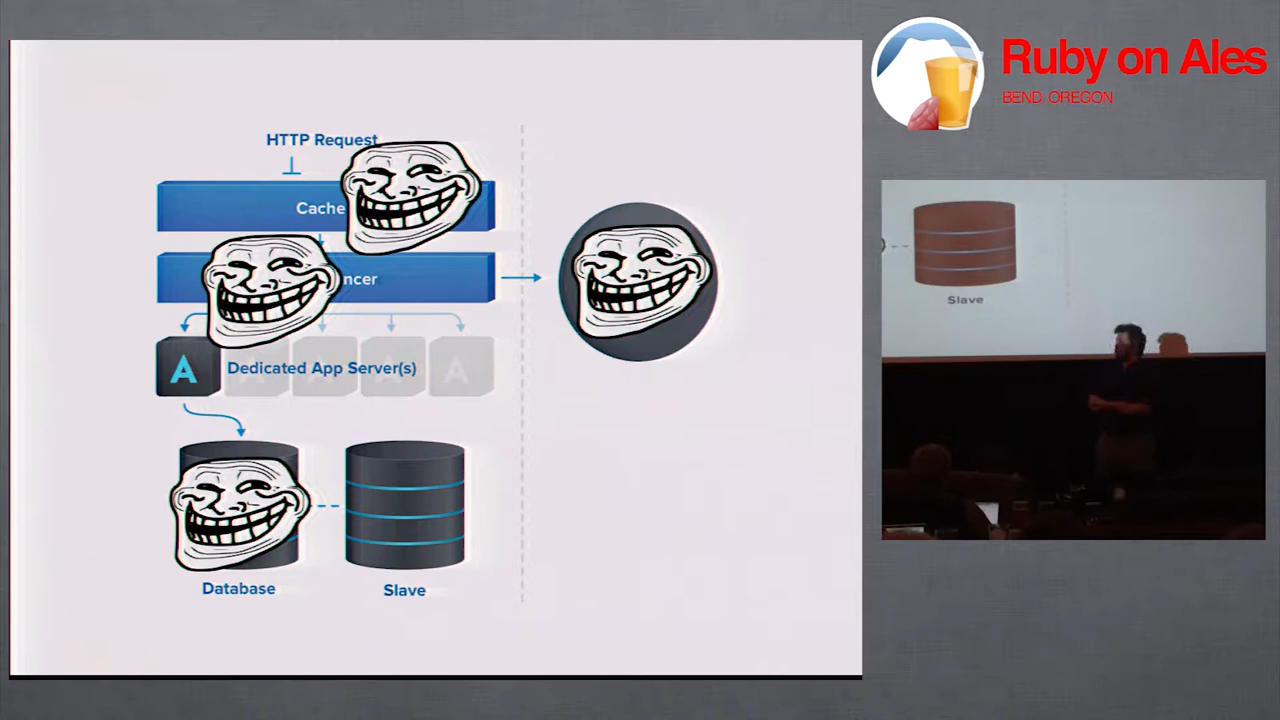 HTTP Request
Cache
ncer
A
Dedicated App Server(s)
A A A A
Database
Slave
Ruby on Ales
BEND, OREGON
Slave